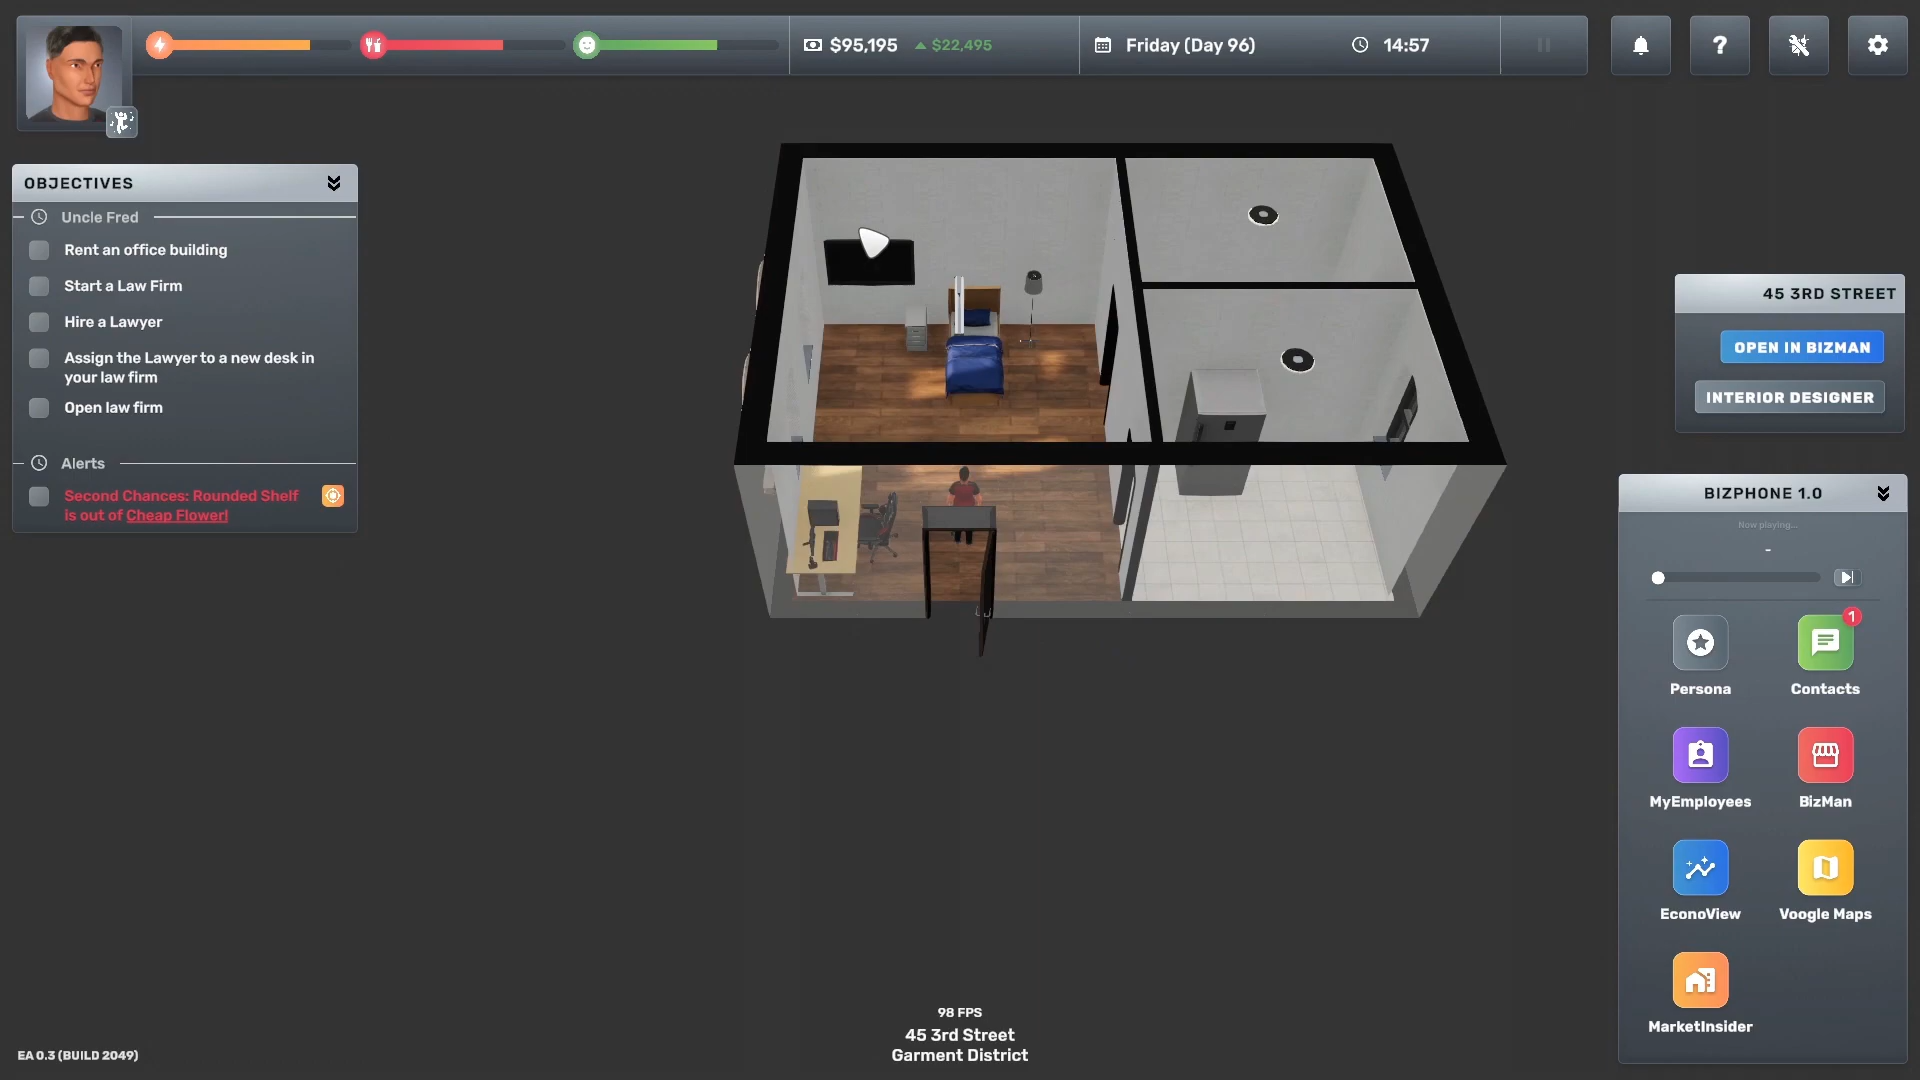 $95,195
$22,495
Friday (Day 96)
14:57
?
OBJECTIVES
Uncle Fred
Rent an office building
Start a Law Firm
Hire a Lawyer
Assign the Lawyer to a new desk in
your law firm
Open law firm
Alerts
Second Chances: Rounded Shelf
is out of Cheap Flower!
45 3RD STREET
OPEN IN BIZMAN
INTERIOR DESIGNER
BIZPHONE 1.0
Now playing...
-
1
Persona
Contacts
MyEmployees
BizMan
EconoView
Voogle Maps
MarketInsider
98 FPS
45 3rd Street
Garment District
EA 0.3 (BUILD 2049)